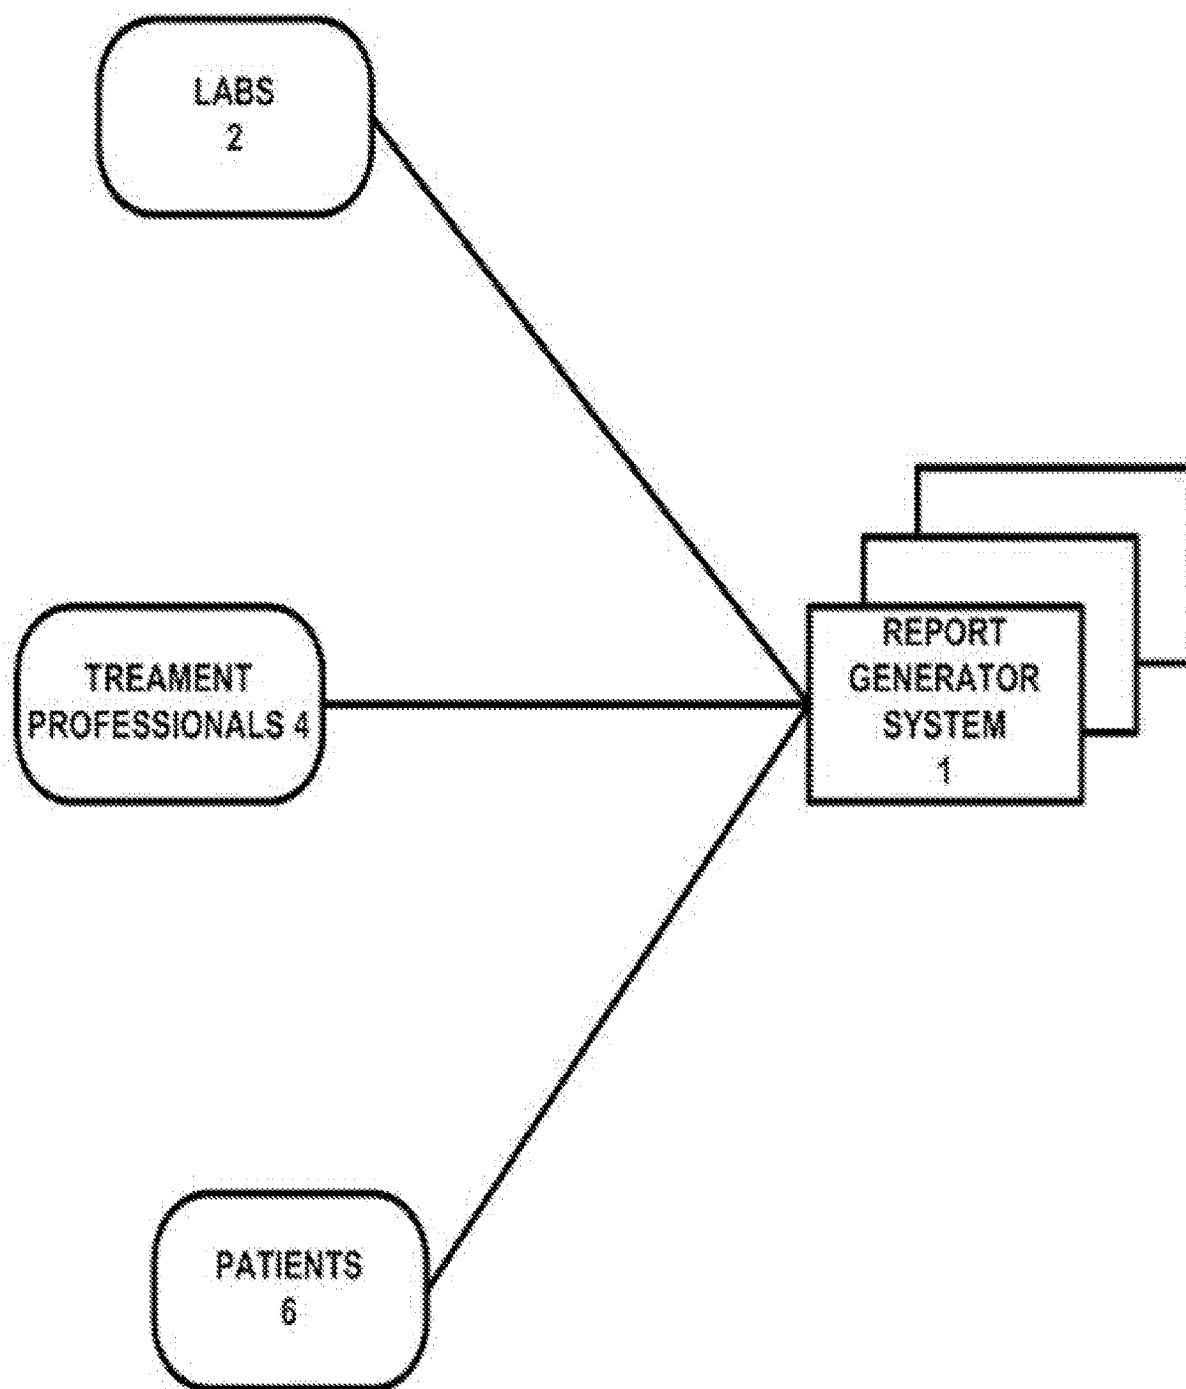 LABS
2
TREAMENT
PROFESSIONALS 4
REPORT
GENERATOR
SYSTEM
1
PATIENTS
6